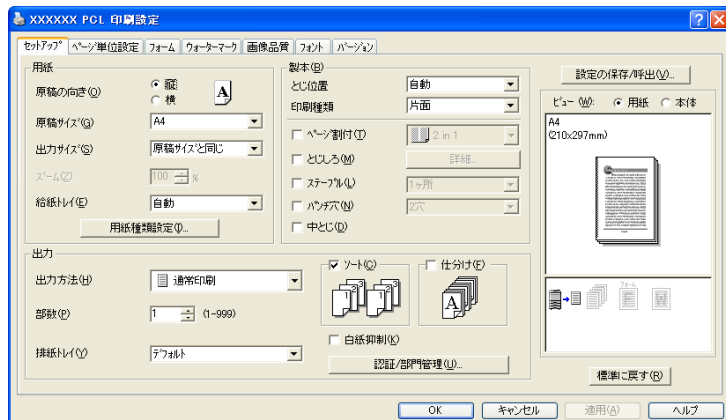 XXXXXX PCL 印刷設定
セットアップ ページ単位設定 フォーム ウォーターマーク 画像品質 フォント バージョン
用紙
原稿の向き(O) 縦
横
原稿サイズ(G) A4
出力サイズ(S) 原稿サイズと同じ
ズーム(Z) 100 %
給紙トレイ(E) 自動
用紙種類設定(I)...
製本(B)
とじ位置 自動
印刷種類 片面
ページ割付(T) 2 in 1
とじしろ(M) 詳細...
ステープル(L) 1ヶ所
パンチ穴(N) 2穴
中とじ(D)
設定の保存/呼出(V)...
ビュー(W): 用紙 本体
A4
(210x297mm)
フォーム
出力
出力方法(H) 通常印刷
部数(P) 1 (1-999)
排紙トレイ(Y) デフォルト
ソート(C)
1 2 3 1 2 3
仕分け(F)
A
白紙抑制(K)
認証/部門管理(U)...
標準に戻す(R)
OK キャンセル 適用(A) ヘルプ